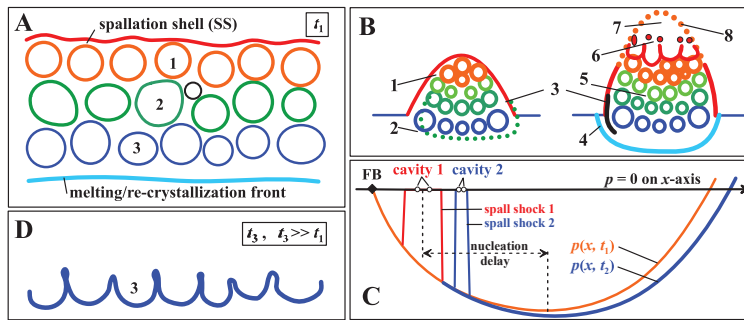 A
spallation shell (SS)
t₁
1
2
3
melting/re-crystallization front
B
7
8
6
1
5
3
2
4
FB
cavity 1
cavity 2
p = 0 on x-axis
spall shock 1
spall shock 2
nucleation
delay
p(x, t₁)
p(x, t₂)
C
D
t₃ , t₃ >> t₁
3